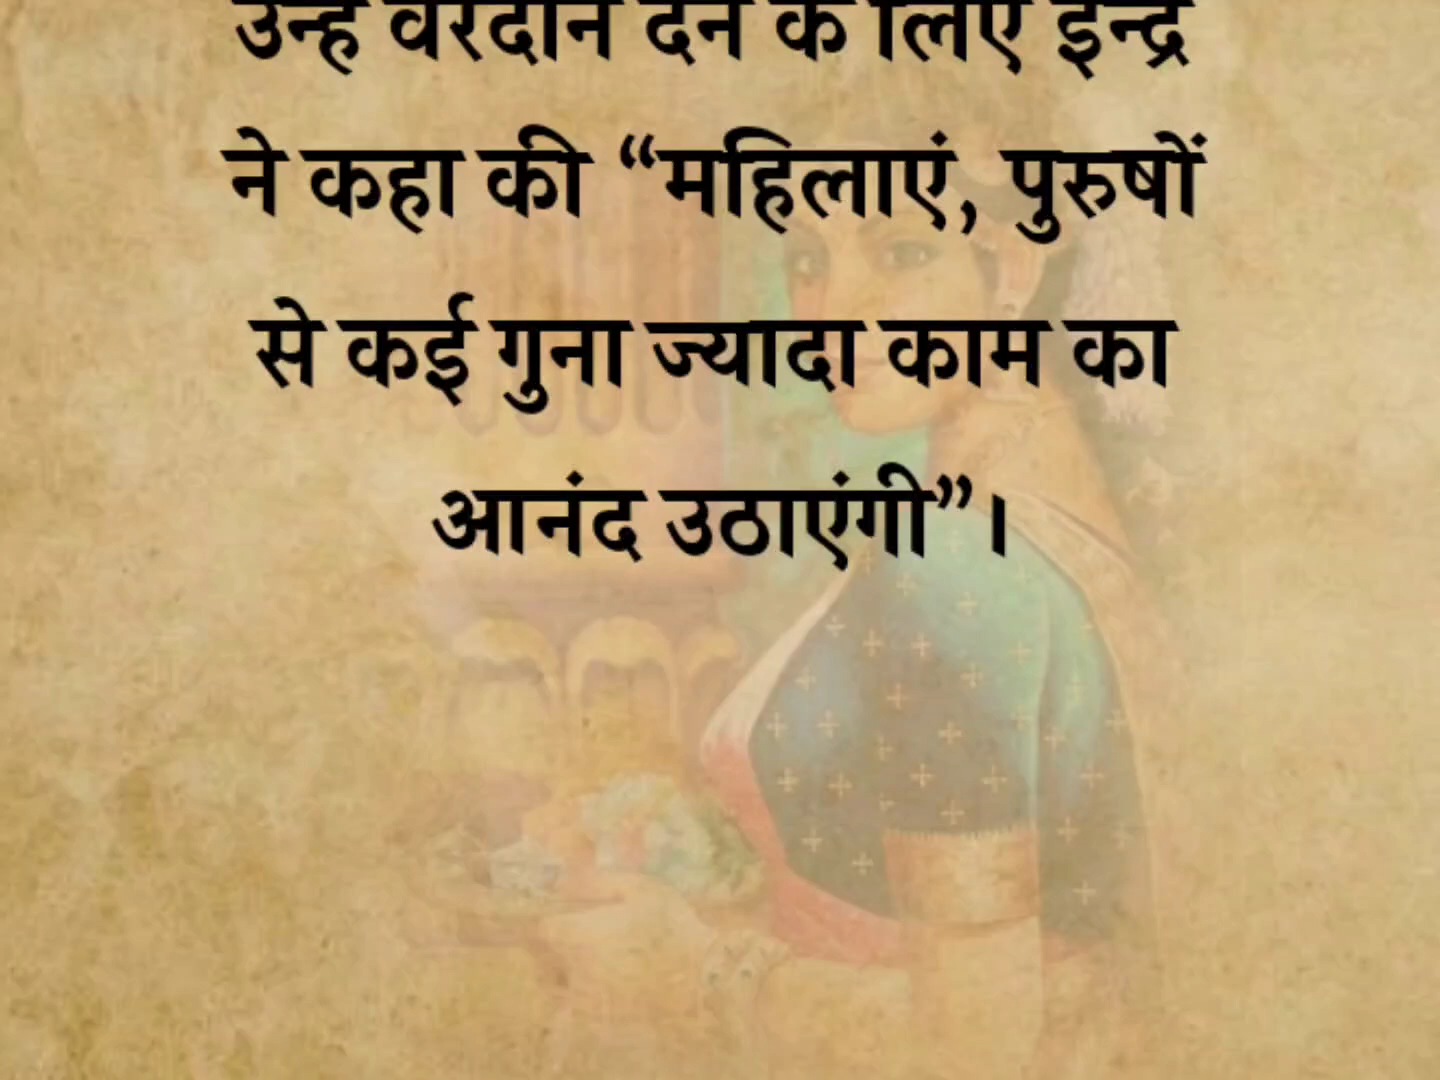 उन्हें वरदान देने के लिए इन्द्र
ने कहा की “महिलाएं, पुरुषों
से कई गुना ज्यादा काम का
आनंद उठाएंगी”।